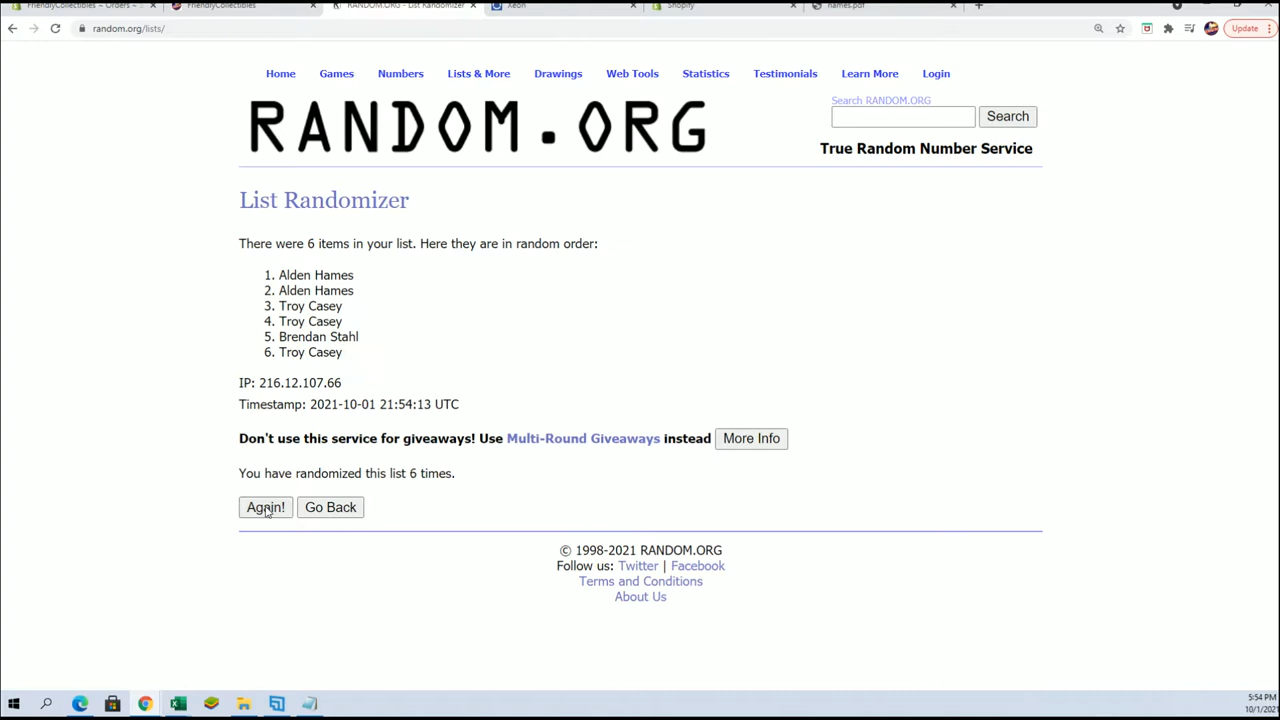 FriendlyCollectibles ~ Orders ~ S
FriendlyCollectibles
RANDOM.ORG - List Randomizer
Xeon
Shopify
names.pdf
random.org/lists/
Update
Home Games Numbers Lists & More Drawings Web Tools Statistics Testimonials Learn More Login
RANDOM.ORG
Search RANDOM.ORG
Search
True Random Number Service
List Randomizer
There were 6 items in your list. Here they are in random order:
1. Alden Hames
2. Alden Hames
3. Troy Casey
4. Troy Casey
5. Brendan Stahl
6. Troy Casey
IP: 216.12.107.66
Timestamp: 2021-10-01 21:54:13 UTC
Don't use this service for giveaways! Use Multi-Round Giveaways instead More Info
You have randomized this list 6 times.
Again! Go Back
© 1998-2021 RANDOM.ORG
Follow us: Twitter | Facebook
Terms and Conditions
About Us
5:54 PM
10/1/2021